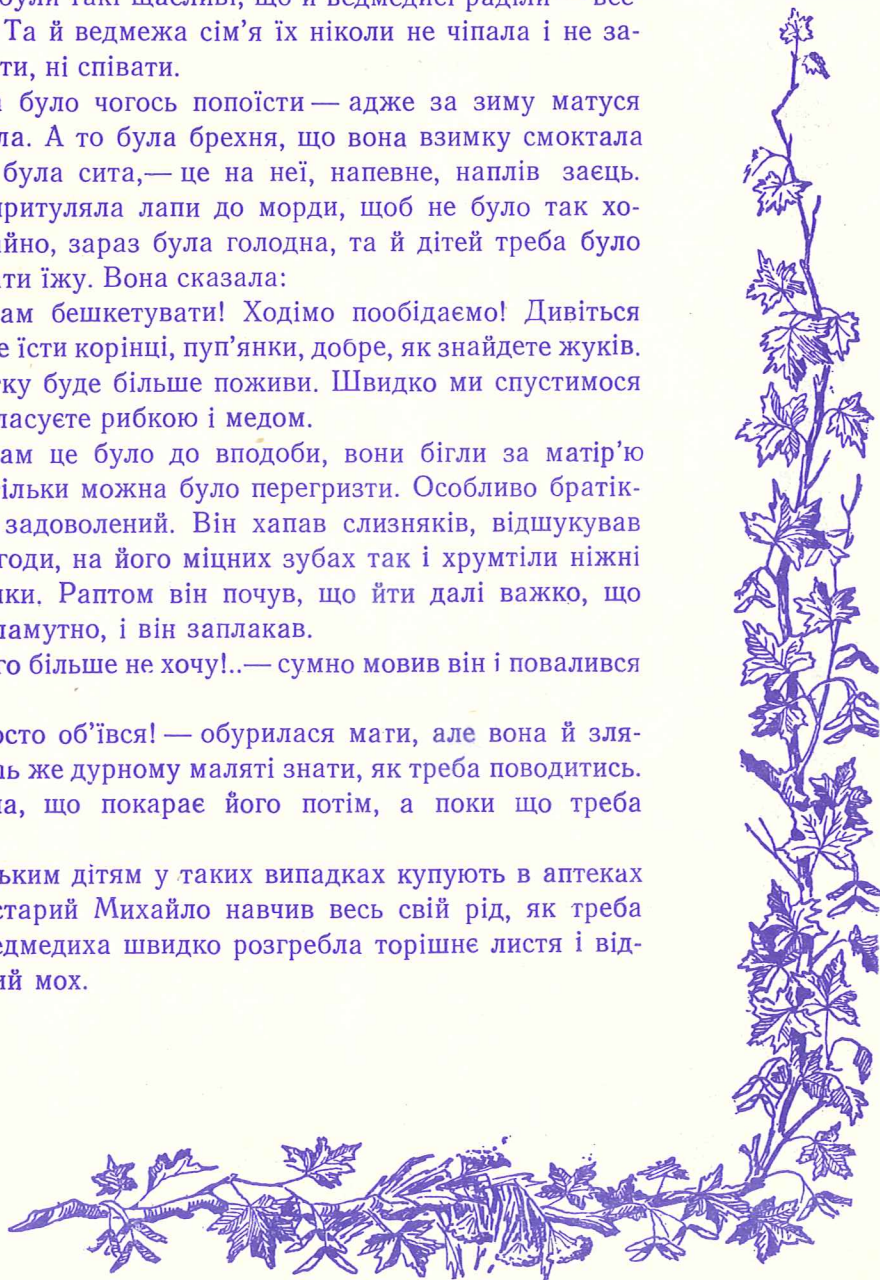 були такі щасливі, що й ведмедисі раділи — все
Та й ведмежа сім'я їх ніколи не чіпала і не за-
ти, ні співати.
було чогось попоїсти — адже за зиму матуся
ла. А то була брехня, що вона взимку смоктала
була сита,— це на неї, напевне, наплів заєць.
притуляла лапи до морди, щоб не було так хо-
йно, зараз була голодна, та й дітей треба було
ти їжу. Вона сказала:
ам бешкетувати! Ходімо пообідаємо! Дивіться
е їсти корінці, пуп'янки, добре, як знайдете жуків.
ку буде більше поживи. Швидко ми спустимося
ласуєте рибкою і медом.
ам це було до вподоби, вони бігли за матір'ю
тільки можна було перегризти. Особливо братік-
задоволений. Він хапав слизняків, відшукував
годи, на його міцних зубах так і хрумтіли ніжні
нки. Раптом він почув, що йти далі важко, що
ламутно, і він заплакав.
го більше не хочу!..— сумно мовив він і повалився
осто об'ївся! — обурилася мати, але вона й зля-
ь же дурному маляті знати, як треба поводитись.
ла, що покарає його потім, а поки що треба
ським дітям у таких випадках купують в аптеках
старий Михайло навчив весь свій рід, як треба
едмедиха швидко розгребла торішнє листя і від-
ий мох.